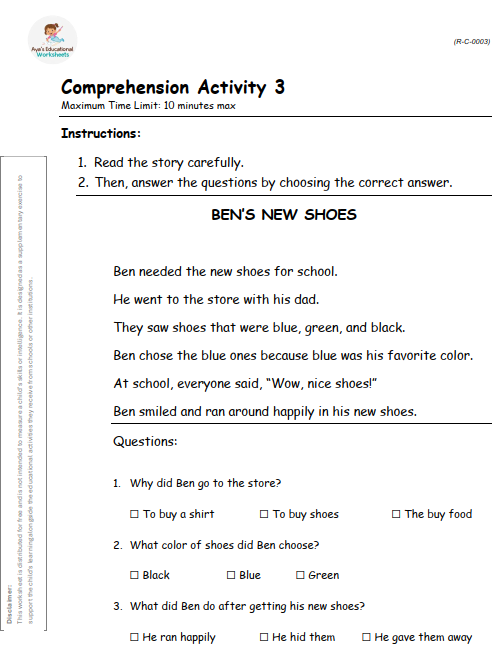 Aya's Educational
Worksheets
(R-C-0003)
Comprehension Activity 3
Maximum Time Limit: 10 minutes max
Instructions:
1. Read the story carefully.
2. Then, answer the questions by choosing the correct answer.
BEN'S NEW SHOES
Ben needed the new shoes for school.
He went to the store with his dad.
They saw shoes that were blue, green, and black.
Ben chose the blue ones because blue was his favorite color.
At school, everyone said, "Wow, nice shoes!"
Ben smiled and ran around happily in his new shoes.
Questions:
1. Why did Ben go to the store?
☐ To buy a shirt ☐ To buy shoes ☐ The buy food
2. What color of shoes did Ben choose?
☐ Black ☐ Blue ☐ Green
3. What did Ben do after getting his new shoes?
☐ He ran happily ☐ He hid them ☐ He gave them away
Disclaimer:
This worksheet is distributed for free and is not intended to measure a child's skills or intelligence. It is designed as a supplementary exercise to
support the child's learning alongside the educational activities they receive from schools or other institutions.